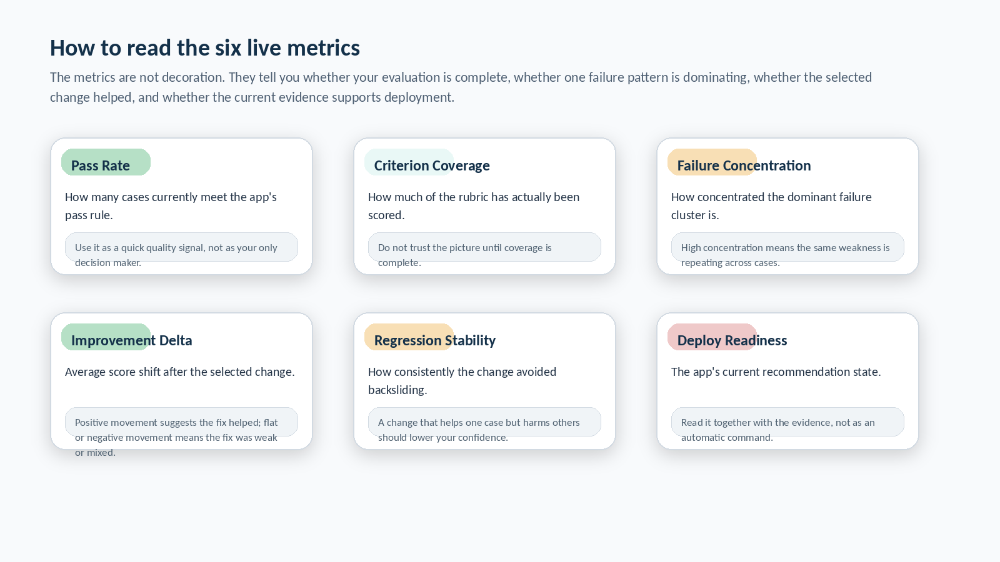 How to read the six live metrics
The metrics are not decoration. They tell you whether your evaluation is complete, whether one failure pattern is dominating, whether the selected
change helped, and whether the current evidence supports deployment.
Pass Rate
How many cases currently meet the app's
pass rule.
Use it as a quick quality signal, not as your only
decision maker.
Criterion Coverage
How much of the rubric has actually been
scored.
Do not trust the picture until coverage is
complete.
Failure Concentration
How concentrated the dominant failure
cluster is.
High concentration means the same weakness is
repeating across cases.
Improvement Delta
Average score shift after the selected change.
Positive movement suggests the fix helped; flat
or negative movement means the fix was weak
or mixed.
Regression Stability
How consistently the change avoided
backsliding.
A change that helps one case but harms others
should lower your confidence.
Deploy Readiness
The app's current recommendation state.
Read it together with the evidence, not as an
automatic command.